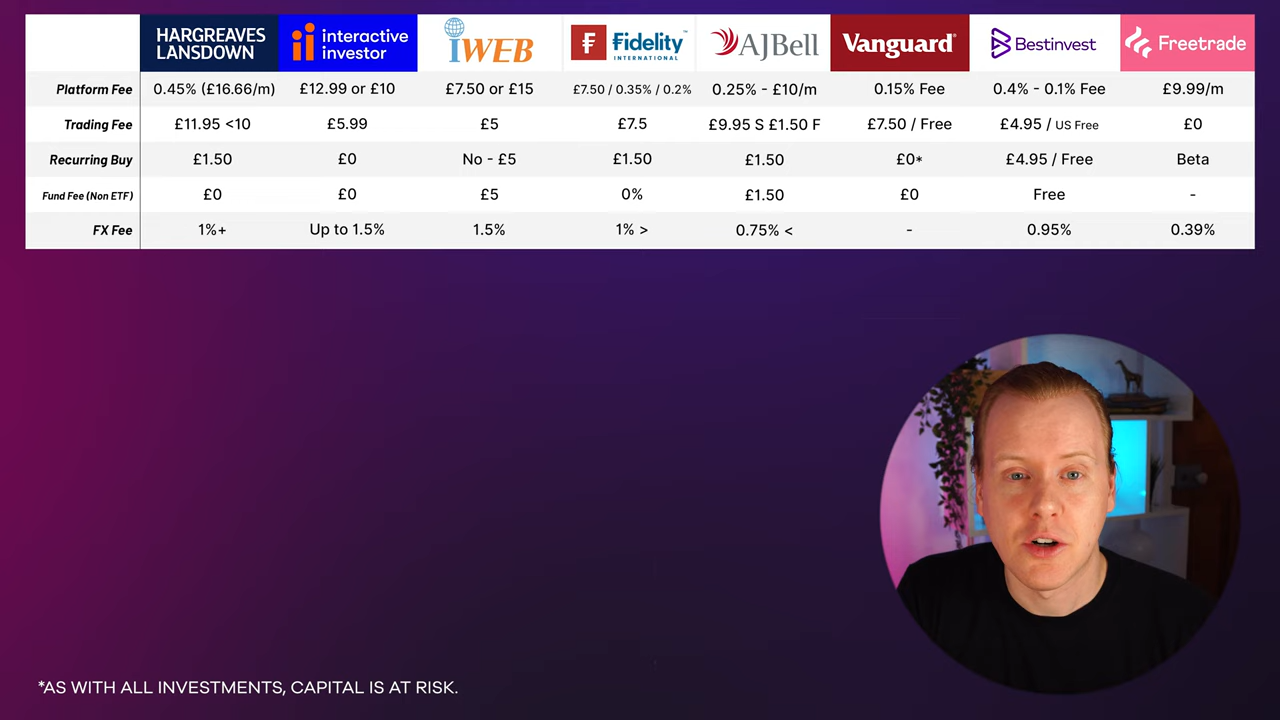 HARGREAVES LANSDOWN interactive investor iWEB Fidelity™ INTERNATIONAL AJBell Vanguard® Bestinvest Freetrade
Platform Fee 0.45% (£16.66/m) £12.99 or £10 £7.50 or £15 £7.50 / 0.35% / 0.2% 0.25% - £10/m 0.15% Fee 0.4% - 0.1% Fee £9.99/m
Trading Fee £11.95 <10 £5.99 £5 £7.5 £9.95 S £1.50 F £7.50 / Free £4.95 / US Free £0
Recurring Buy £1.50 £0 No - £5 £1.50 £1.50 £0* £4.95 / Free Beta
Fund Fee (Non ETF) £0 £0 £5 0% £1.50 £0 Free -
FX Fee 1%+ Up to 1.5% 1.5% 1% > 0.75% < - 0.95% 0.39%
*AS WITH ALL INVESTMENTS, CAPITAL IS AT RISK.